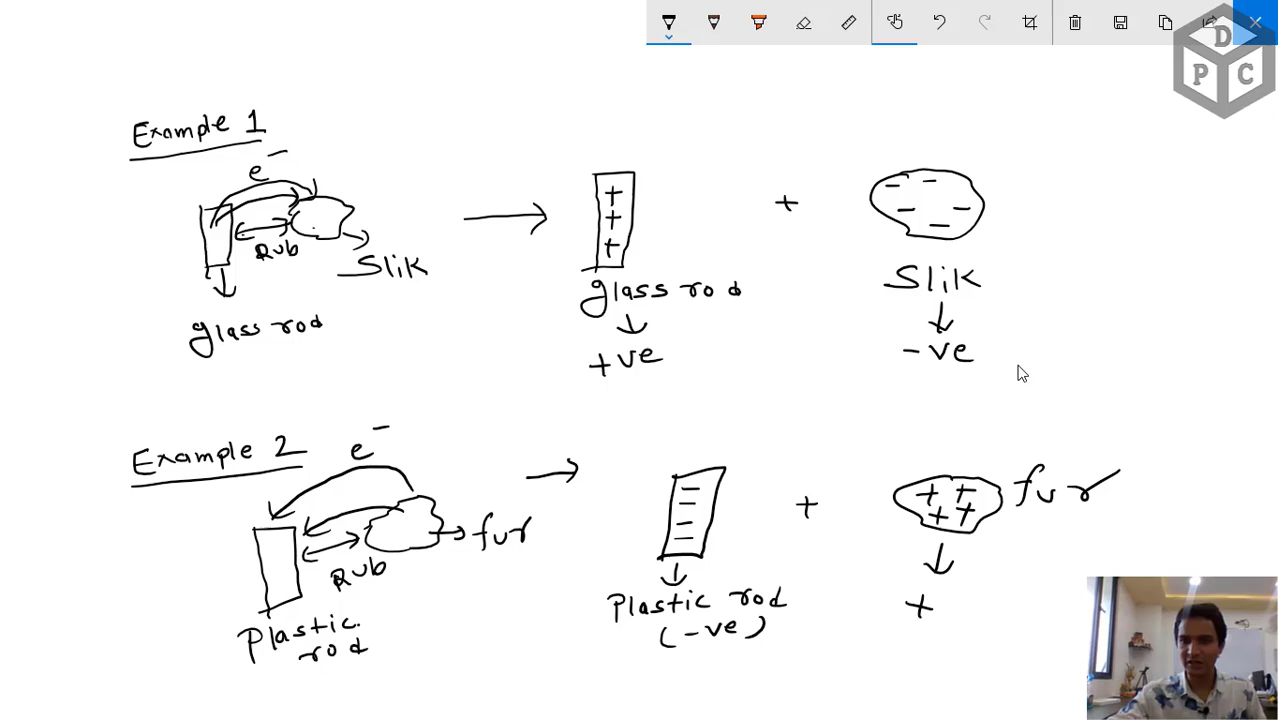 D
P C
Example 1
e⁻
Rub
Slik
glass rod
+ + +
glass rod
+ve
+
- - - - -
Slik
-ve
Example 2
e⁻
Rub
fur
Plastic rod
- - - -
Plastic rod
(-ve)
+
+ + + +
fur
+